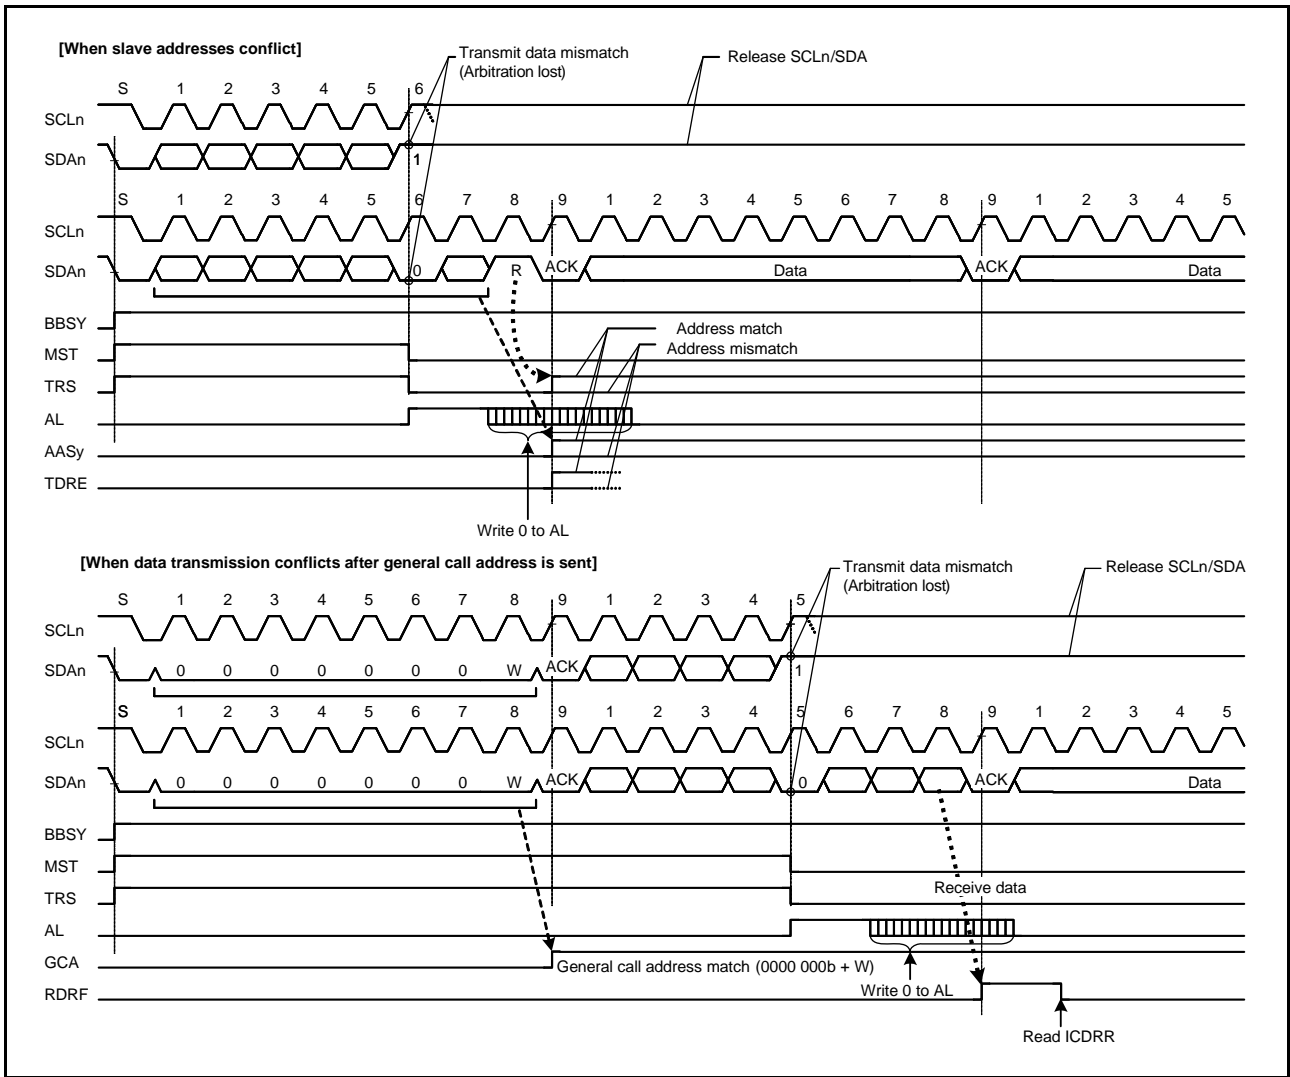 [When slave addresses conflict]
Transmit data mismatch
(Arbitration lost)
Release SCLn/SDA
S 1 2 3 4 5 6
SCLn
SDAn 1
S 1 2 3 4 5 6 7 8 9 1 2 3 4 5 6 7 8 9 1 2 3 4 5
SCLn
SDAn 0 R ACK Data ACK Data
BBSY
Address match
MST
Address mismatch
TRS
AL
AASy
TDRE
Write 0 to AL
[When data transmission conflicts after general call address is sent]
Transmit data mismatch
(Arbitration lost)
Release SCLn/SDA
S 1 2 3 4 5 6 7 8 9 1 2 3 4 5
SCLn
SDAn 0 0 0 0 0 0 0 W ACK 1
S 1 2 3 4 5 6 7 8 9 1 2 3 4 5 6 7 8 9 1 2 3 4 5
SCLn
SDAn 0 0 0 0 0 0 0 W ACK 0 ACK Data
BBSY
MST
TRS Receive data
AL
GCA General call address match (0000 000b + W)
RDRF Write 0 to AL
Read ICDRR